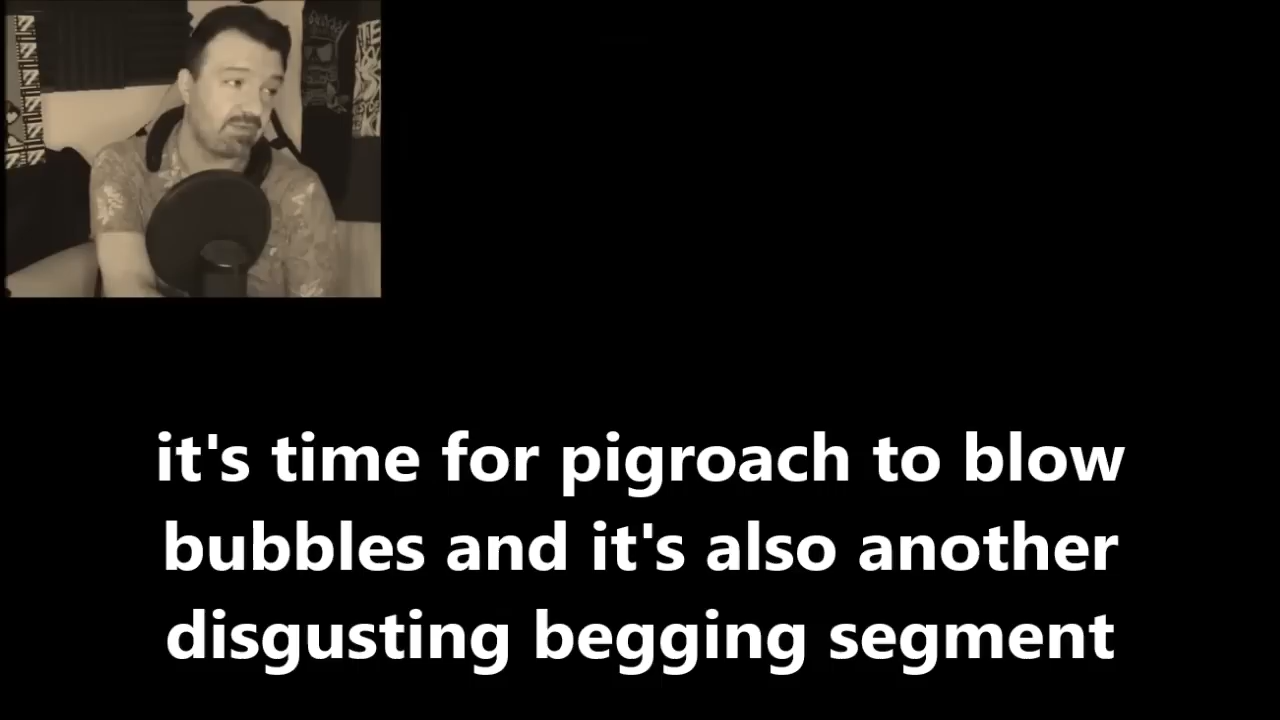 it's time for pigroach to blow
bubbles and it's also another
disgusting begging segment